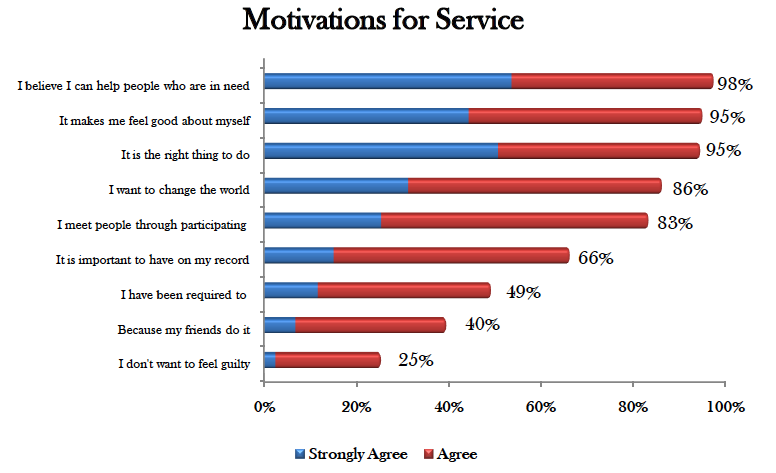 Motivations for Service
I believe I can help people who are in need
98%
It makes me feel good about myself
95%
It is the right thing to do
95%
I want to change the world
86%
I meet people through participating
83%
It is important to have on my record
66%
I have been required to
49%
Because my friends do it
40%
I don't want to feel guilty
25%
0% 20% 40% 60% 80% 100%
Strongly Agree Agree